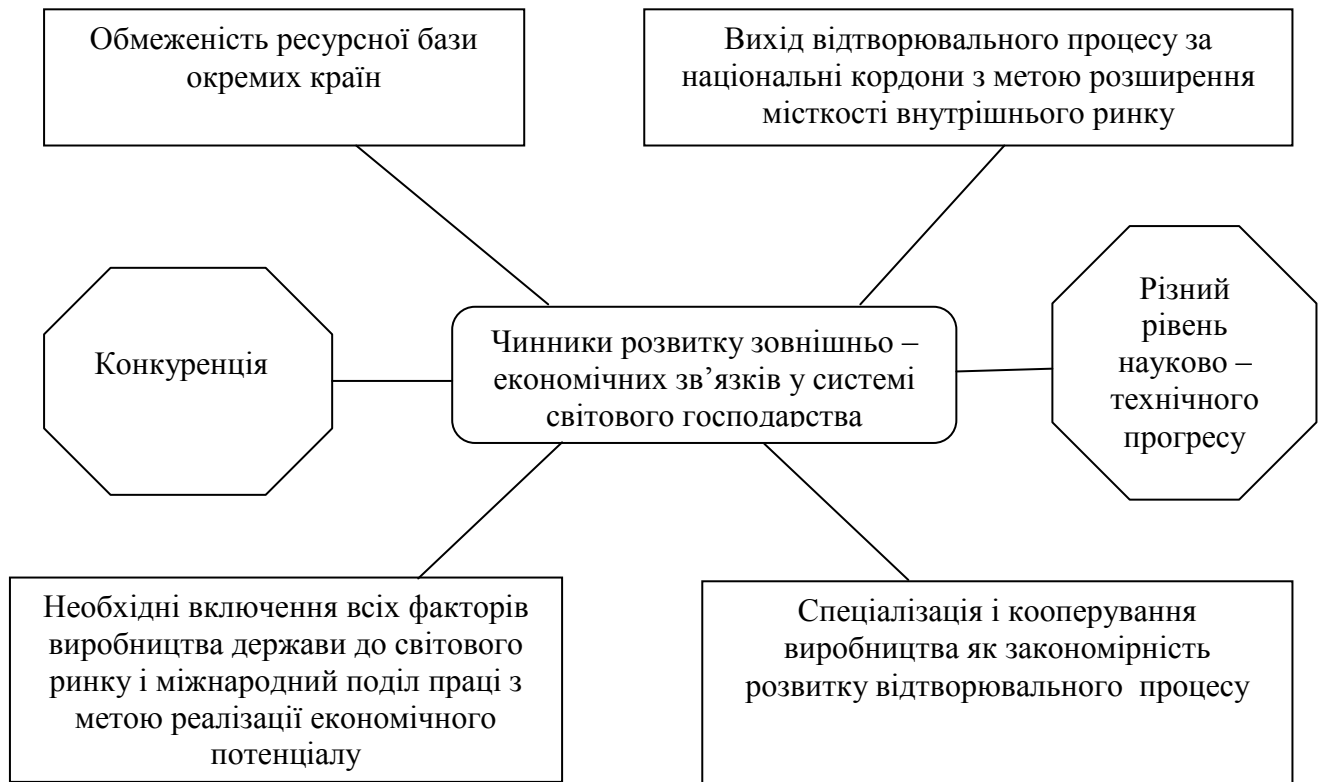 Обмеженість ресурсної бази
окремих країн
Вихід відтворювального процесу за
національні кордони з метою розширення
місткості внутрішнього ринку
Конкуренція
Чинники розвитку зовнішньо –
економічних зв’язків у системі
світового господарства
Різний
рівень
науково –
технічного
прогресу
Необхідні включення всіх факторів
виробництва держави до світового
ринку і міжнародний поділ праці з
метою реалізації економічного
потенціалу
Спеціалізація і кооперування
виробництва як закономірність
розвитку відтворювального процесу